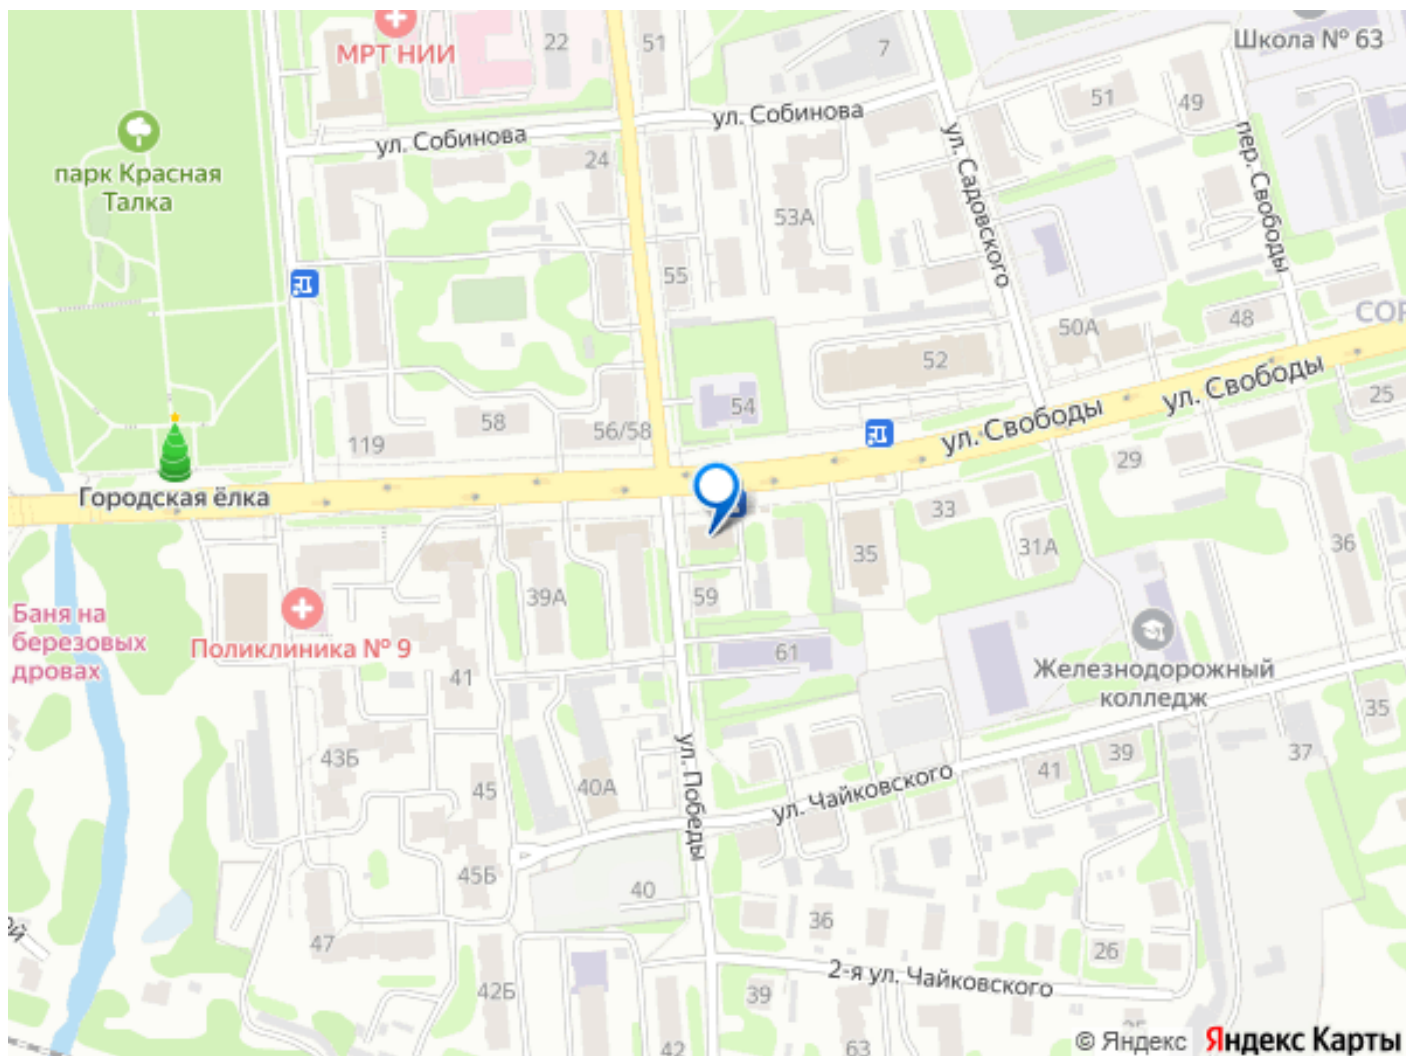 МРТ НИИ
22
51
7
Школа № 63
ул. Собинова
ул. Собинова
51
49
парк Красная
Талка
24
53А
ул. Садовского
пер. Свободы
55
50А
48
СОР
52
54
119
58
56/58
ул. Свободы
ул. Свободы
25
Городская ёлка
29
33
35
31А
36
39А
59
Баня на
березовых
дровах
Поликлиника № 9
61
Железнодорожный
колледж
41
35
43Б
45
40А
ул. Победы
ул. Чайковского
41
39
37
45Б
40
36
26
47
42Б
39
2-я ул. Чайковского
42
63
ой
© Яндекс
Яндекс Карты